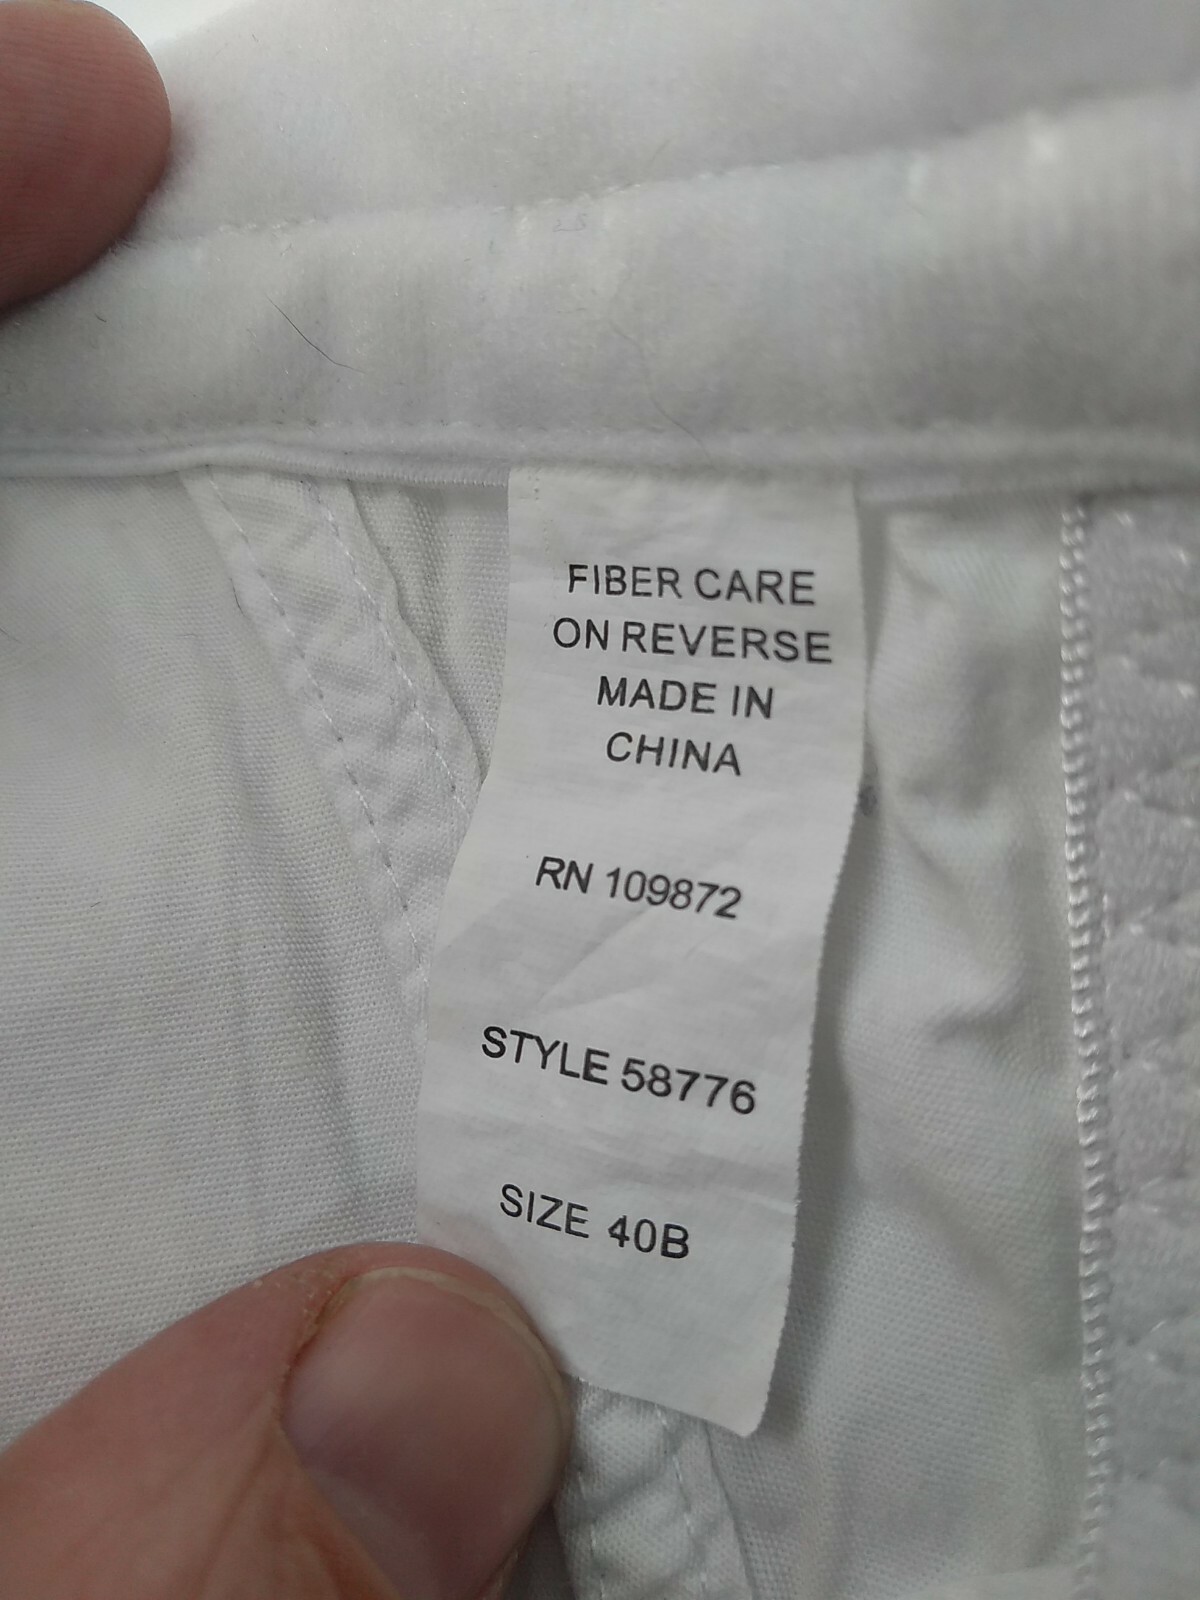 FIBER CARE
ON REVERSE
MADE IN
CHINA
RN 109872
STYLE 58776
SIZE 40B